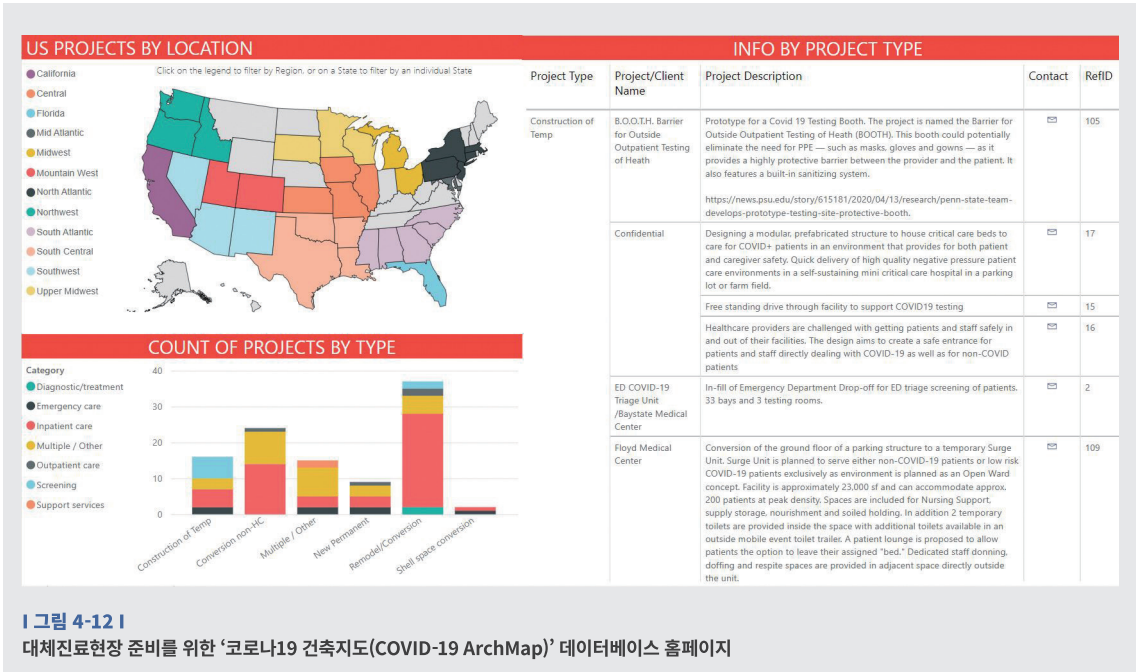 US PROJECTS BY LOCATION
Click on the legend to filter by Region, or on a State to filter by an individual State
California
Central
Florida
Mid Atlantic
Midwest
Mountain West
North Atlantic
Northwest
South Atlantic
South Central
Southwest
Upper Midwest
COUNT OF PROJECTS BY TYPE
Category
Diagnostic/treatment
Emergency care
Inpatient care
Multiple / Other
Outpatient care
Screening
Support services
40
30
20
10
0
Construction of Temp
Conversion non-HC
Multiple / Other
New Permanent
Remodel/Conversion
Shell space conversion
INFO BY PROJECT TYPE
Project Type
Project/Client
Name
Project Description
Contact
RefID
Construction of
Temp
B.O.O.T.H. Barrier
for Outside
Outpatient Testing
of Heath
Prototype for a Covid 19 Testing Booth. The project is named the Barrier for
Outside Outpatient Testing of Heath (BOOTH). This booth could potentially
eliminate the need for PPE — such as masks, gloves and gowns — as it
provides a highly protective barrier between the provider and the patient. It
also features a built-in sanitizing system.
https://news.psu.edu/story/615181/2020/04/13/research/penn-state-team-
develops-prototype-testing-site-protective-booth.
105
Confidential
Designing a modular, prefabricated structure to house critical care beds to
care for COVID+ patients in an environment that provides for both patient
and caregiver safety. Quick delivery of high quality negative pressure patient
care environments in a self-sustaining mini critical care hospital in a parking
lot or farm field.
17
Free standing drive through facility to support COVID19 testing
15
Healthcare providers are challenged with getting patients and staff safely in
and out of their facilities. The design aims to create a safe entrance for
patients and staff directly dealing with COVID-19 as well as for non-COVID
patients
16
ED COVID-19
Triage Unit
/Baystate Medical
Center
In-fill of Emergency Department Drop-off for ED triage screening of patients.
33 bays and 3 testing rooms.
2
Floyd Medical
Center
Conversion of the ground floor of a parking structure to a temporary Surge
Unit. Surge Unit is planned to serve either non-COVID-19 patients or low risk
COVID-19 patients exclusively as environment is planned as an Open Ward
concept. Facility is approximately 23,000 sf and can accommodate approx.
200 patients at peak density. Spaces are included for Nursing Support,
supply storage, nourishment and soiled holding. In addition 2 temporary
toilets are provided inside the space with additional toilets available in an
outside mobile event toilet trailer. A patient lounge is proposed to allow
patients the option to leave their assigned "bed." Dedicated staff donning,
doffing and respite spaces are provided in adjacent space directly outside
the unit.
109
I 그림 4-12 I
대체진료현장 준비를 위한 ‘코로나19 건축지도(COVID-19 ArchMap)’ 데이터베이스 홈페이지